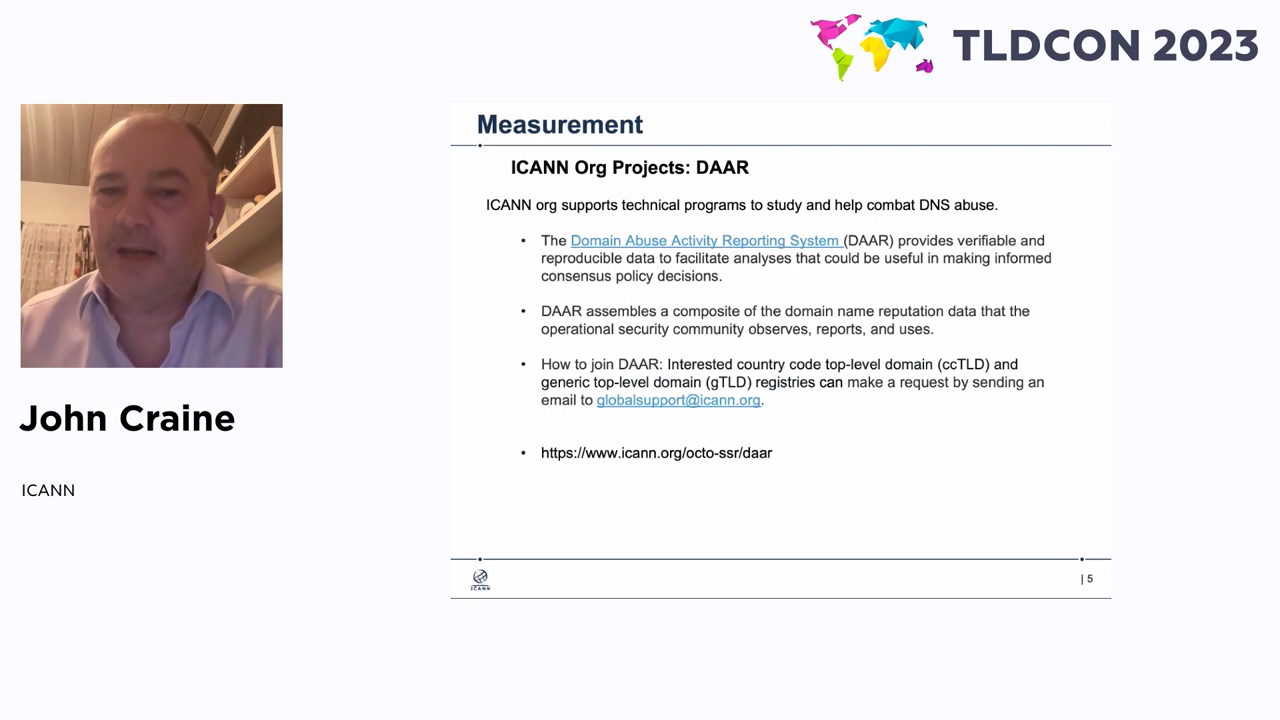 TLDCON 2023
Measurement
ICANN Org Projects: DAAR
ICANN org supports technical programs to study and help combat DNS abuse.
• The Domain Abuse Activity Reporting System (DAAR) provides verifiable and
reproducible data to facilitate analyses that could be useful in making informed
consensus policy decisions.
• DAAR assembles a composite of the domain name reputation data that the
operational security community observes, reports, and uses.
• How to join DAAR: Interested country code top-level domain (ccTLD) and
generic top-level domain (gTLD) registries can make a request by sending an
email to globalsupport@icann.org.
• https://www.icann.org/octo-ssr/daar
ICANN
| 5
John Craine
ICANN